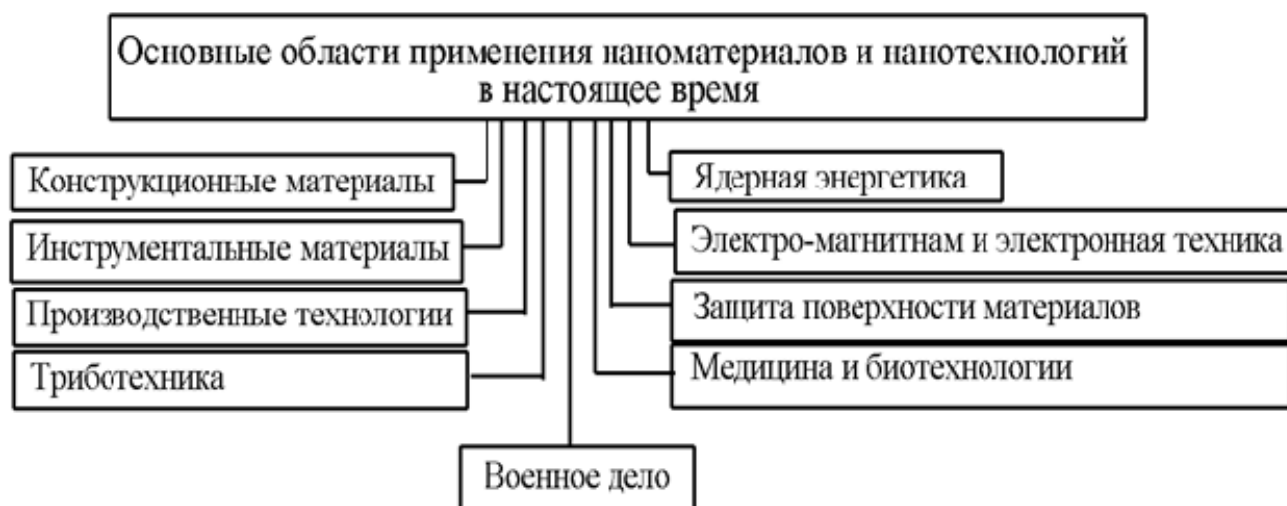 Основные области применения наноматериалов и нанотехнологий
в настоящее время
Конструкционные материалы
Инструментальные материалы
Производственные технологии
Триботехника
Ядерная энергетика
Электро-магнитнам и электронная техника
Защита поверхности материалов
Медицина и биотехнологии
Военное дело